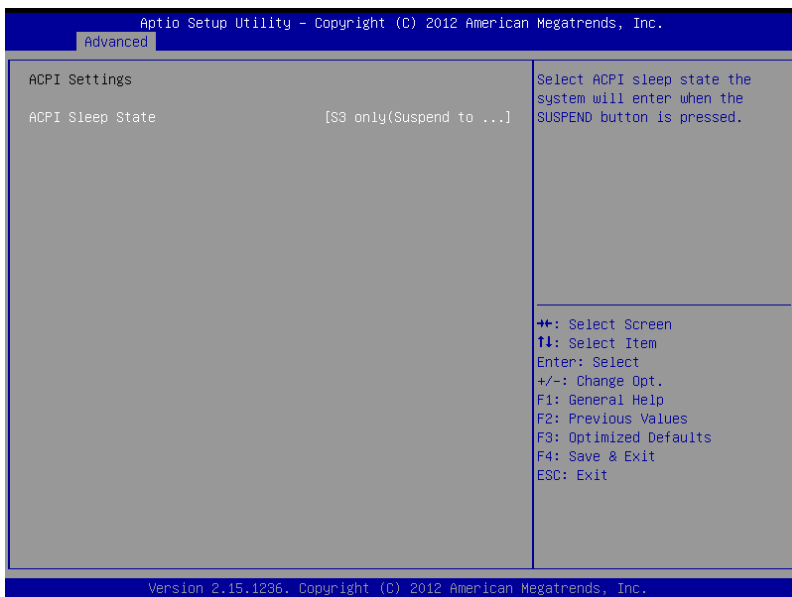 Aptio Setup Utility – Copyright (C) 2012 American Megatrends, Inc.
Advanced
ACPI Settings
ACPI Sleep State [S3 only(Suspend to ...]
Select ACPI sleep state the
system will enter when the
SUSPEND button is pressed.
→←: Select Screen
↑↓: Select Item
Enter: Select
+/-: Change Opt.
F1: General Help
F2: Previous Values
F3: Optimized Defaults
F4: Save & Exit
ESC: Exit
Version 2.15.1236. Copyright (C) 2012 American Megatrends, Inc.